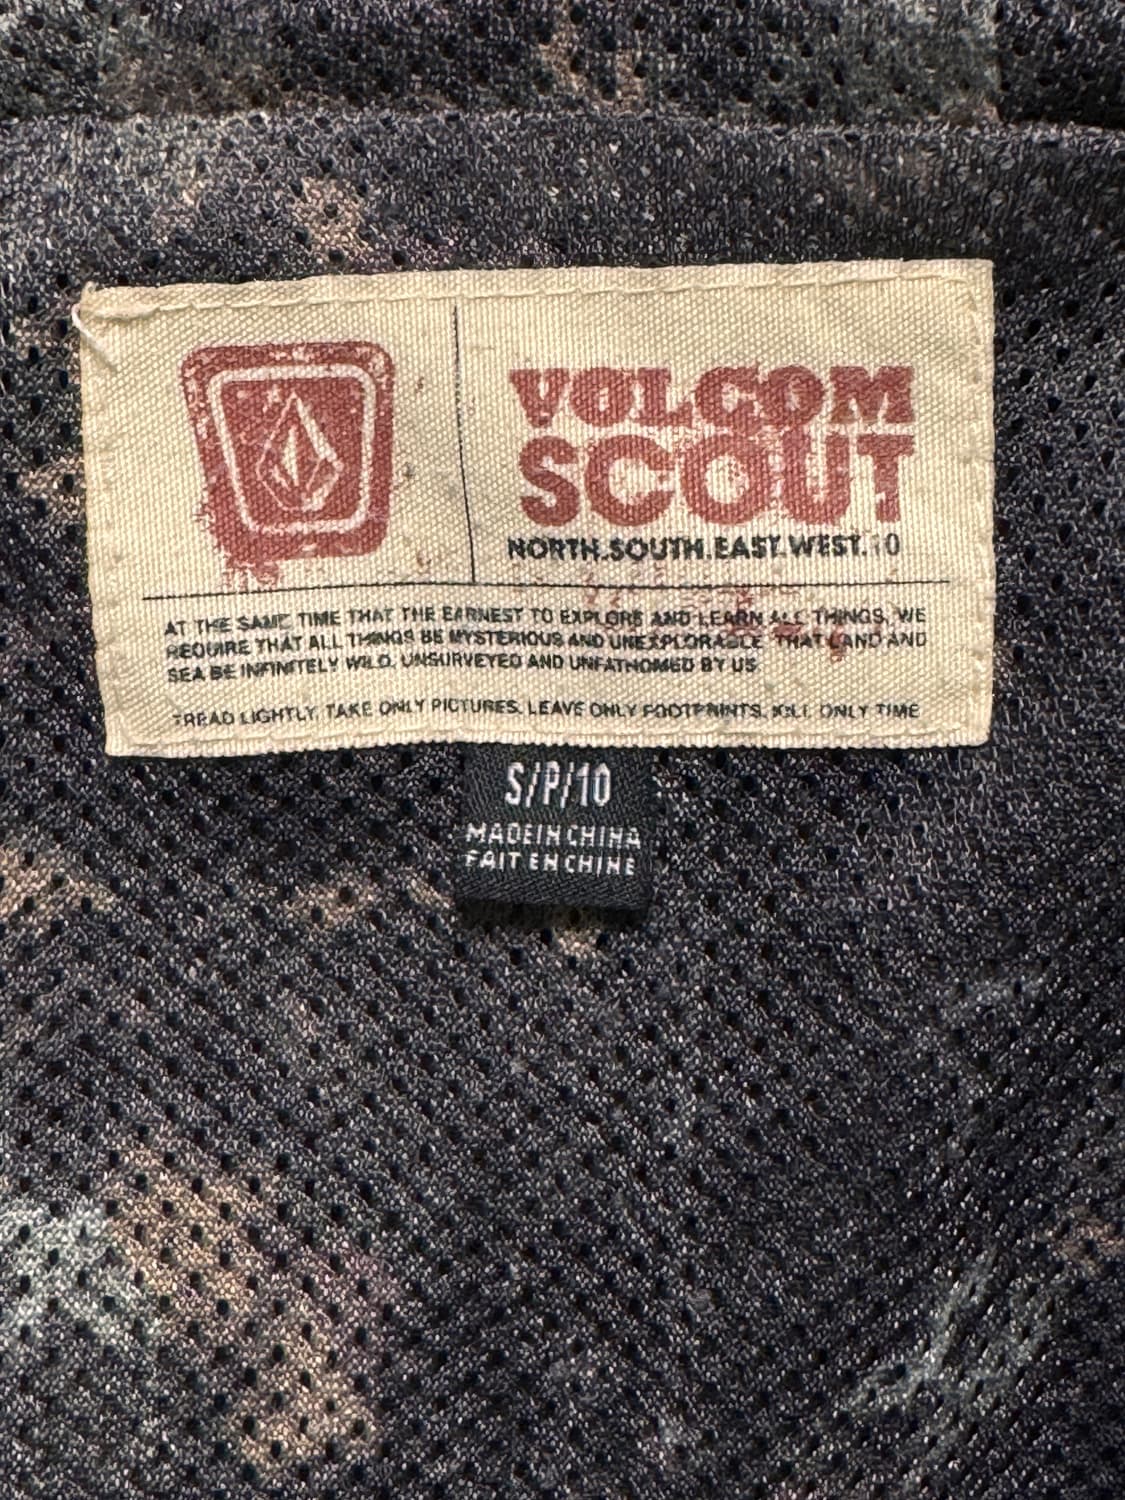 VOLCOM
SCOUT
NORTH.SOUTH.EAST.WEST.10
AT THE SAME TIME THAT THE EARNEST TO EXPLORE AND LEARN ALL THINGS, WE
REQUIRE THAT ALL THINGS BE MYSTERIOUS AND UNEXPLORABLE THAT LAND AND
SEA BE INFINITELY WILD, UNSURVEYED AND UNFATHOMED BY US
TREAD LIGHTLY, TAKE ONLY PICTURES. LEAVE ONLY FOOTPRINTS. KILL ONLY TIME
S/P/10
MADE IN CHINA
FAIT EN CHINE